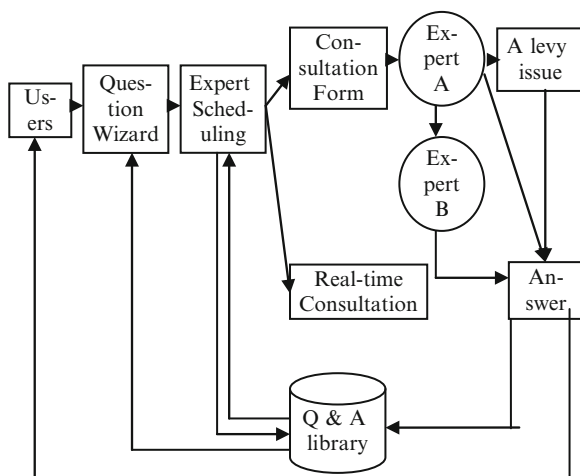 Us-
ers
Ques-
tion
Wizard
Expert
Sched-
uling
Con-
sultation
Form
Ex-
pert
A
A levy
issue
Ex-
pert
B
Real-time
Consultation
An-
swer
Q & A
library